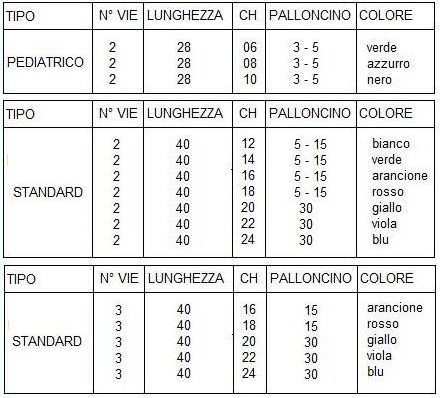 TIPO N° VIE LUNGHEZZA CH PALLONCINO COLORE
2 28 06 3 - 5 verde
PEDIATRICO 2 28 08 3 - 5 azzurro
2 28 10 3 - 5 nero
TIPO N° VIE LUNGHEZZA CH PALLONCINO COLORE
2 40 12 5 - 15 bianco
2 40 14 5 - 15 verde
2 40 16 5 - 15 arancione
STANDARD 2 40 18 5 - 15 rosso
2 40 20 30 giallo
2 40 22 30 viola
2 40 24 30 blu
TIPO N° VIE LUNGHEZZA CH PALLONCINO COLORE
3 40 16 15 arancione
3 40 18 15 rosso
STANDARD 3 40 20 30 giallo
3 40 22 30 viola
3 40 24 30 blu